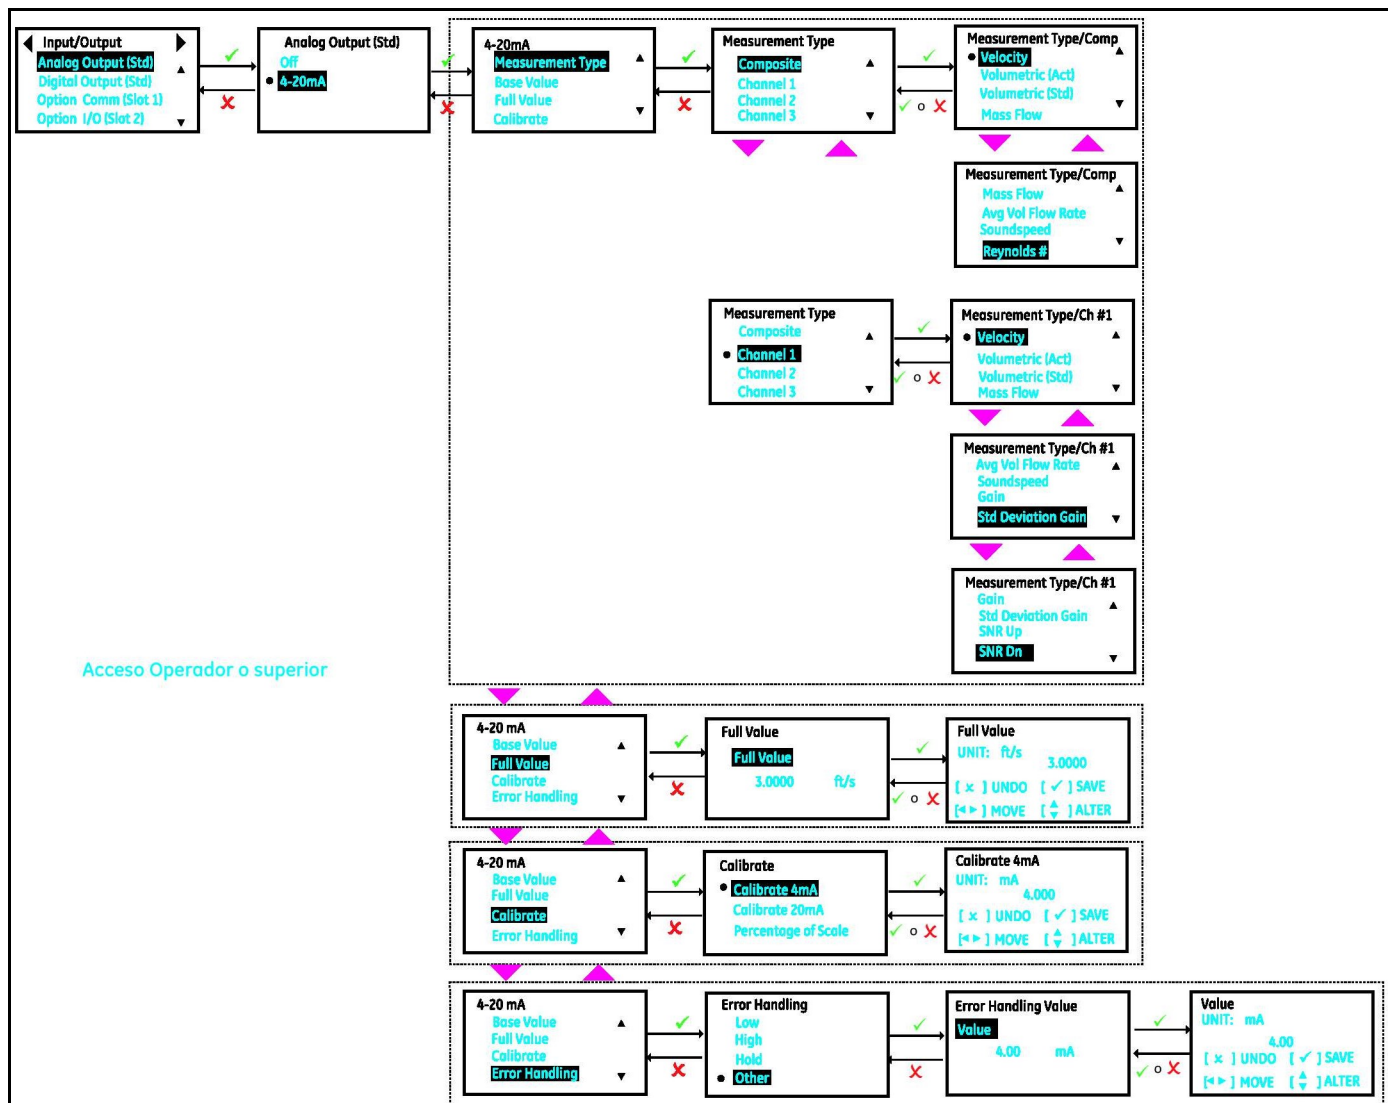 Input/Output
Analog Output (Std)
Digital Output (Std)
Option Comm (Slot 1)
Option I/O (Slot 2)
Analog Output (Std)
Off
4-20mA
4-20mA
Measurement Type
Base Value
Full Value
Calibrate
Measurement Type
Composite
Channel 1
Channel 2
Channel 3
o
Measurement Type/Comp
Velocity
Volumetric (Act)
Volumetric (Std)
Mass Flow
Measurement Type/Comp
Mass Flow
Avg Vol Flow Rate
Soundspeed
Reynolds #
Measurement Type
Composite
Channel 1
Channel 2
Channel 3
o
Measurement Type/Ch #1
Velocity
Volumetric (Act)
Volumetric (Std)
Mass Flow
Measurement Type/Ch #1
Avg Vol Flow Rate
Soundspeed
Gain
Std Deviation Gain
Measurement Type/Ch #1
Gain
Std Deviation Gain
SNR Up
SNR Dn
Acceso Operador o superior
4-20 mA
Base Value
Full Value
Calibrate
Error Handling
Full Value
Full Value
3.0000 ft/s
o
Full Value
UNIT: ft/s
3.0000
[ x ] UNDO [ ✓ ] SAVE
[◄ ►] MOVE [▲▼] ALTER
4-20 mA
Base Value
Full Value
Calibrate
Error Handling
Calibrate
Calibrate 4mA
Calibrate 20mA
Percentage of Scale
o
Calibrate 4mA
UNIT: mA
4.000
[ x ] UNDO [ ✓ ] SAVE
[◄ ►] MOVE [▲▼] ALTER
4-20 mA
Base Value
Full Value
Calibrate
Error Handling
Error Handling
Low
High
Hold
Other
Error Handling Value
Value
4.00 mA
o
Value
UNIT: mA
4.00
[ x ] UNDO [ ✓ ] SAVE
[◄ ►] MOVE [▲▼] ALTER